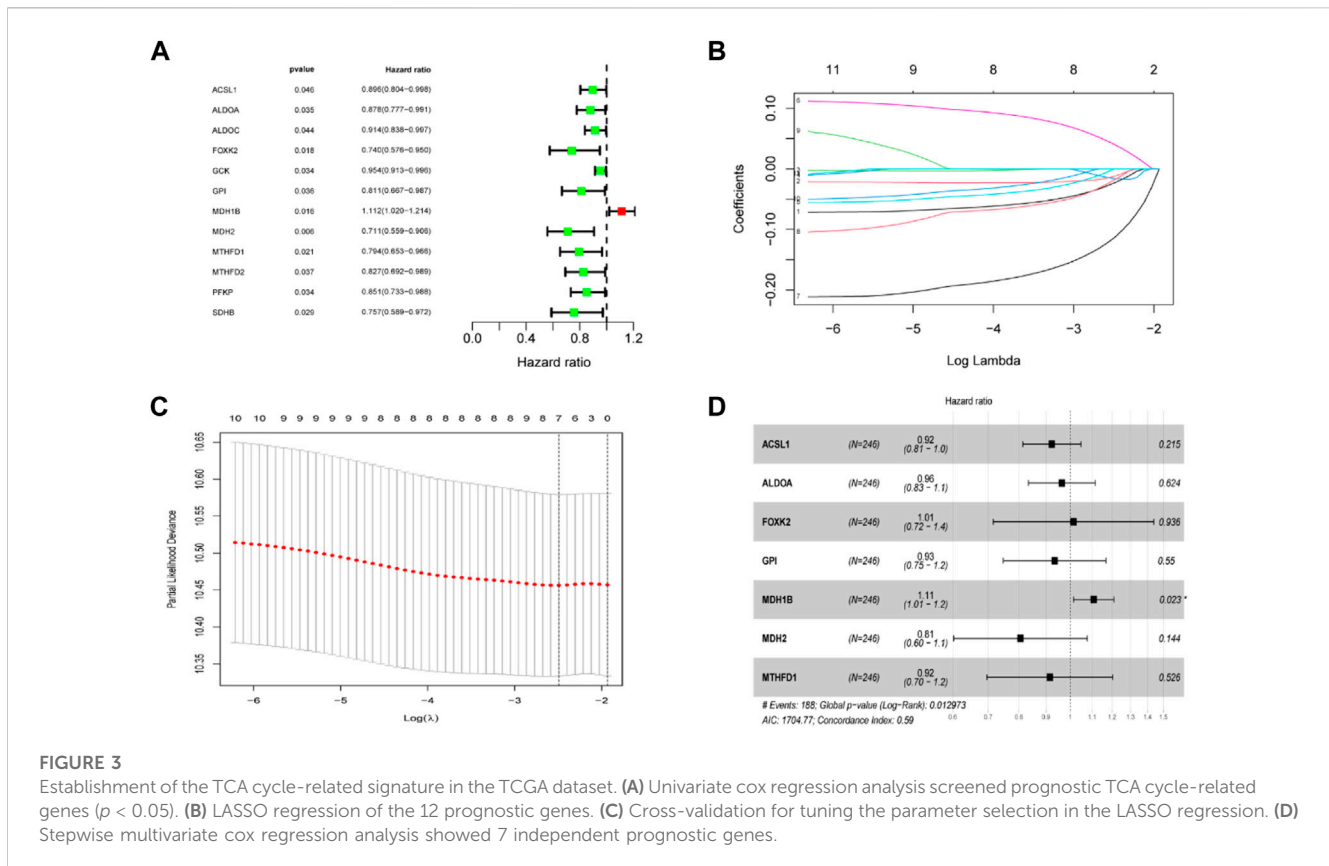 A
pvalue Hazard ratio
ACSL1 0.046 0.896(0.804−0.998)
ALDOA 0.035 0.878(0.777−0.991)
ALDOC 0.044 0.914(0.838−0.997)
FOXK2 0.018 0.740(0.576−0.950)
GCK 0.034 0.954(0.913−0.996)
GPI 0.036 0.811(0.667−0.987)
MDH1B 0.016 1.112(1.020−1.214)
MDH2 0.006 0.711(0.559−0.906)
MTHFD1 0.021 0.794(0.653−0.966)
MTHFD2 0.037 0.827(0.692−0.989)
PFKP 0.034 0.851(0.733−0.988)
SDHB 0.029 0.757(0.589−0.972)
0.0 0.4 0.8 1.2
Hazard ratio
B
11 9 8 8 2
0.10
0.00
−0.10
−0.20
Coefficients
6
9
2
1
8
7
−6 −5 −4 −3 −2
Log Lambda
C
10 10 9 9 9 9 9 8 8 8 8 8 8 8 8 9 8 7 6 3 0
10.65
10.60
10.55
10.50
10.45
10.40
10.35
Partial Likelihood Deviance
−6 −5 −4 −3 −2
Log(λ)
D
Hazard ratio
ACSL1 (N=246) 0.92 (0.81 − 1.0) 0.215
ALDOA (N=246) 0.96 (0.83 − 1.1) 0.624
FOXK2 (N=246) 1.01 (0.72 − 1.4) 0.936
GPI (N=246) 0.93 (0.75 − 1.2) 0.55
MDH1B (N=246) 1.11 (1.01 − 1.2) 0.023 *
MDH2 (N=246) 0.81 (0.60 − 1.1) 0.144
MTHFD1 (N=246) 0.92 (0.70 − 1.2) 0.526
# Events: 188; Global p−value (Log−Rank): 0.012973
AIC: 1704.77; Concordance Index: 0.59
0.6 0.7 0.8 0.9 1 1.1 1.2 1.3 1.4 1.5
FIGURE 3
Establishment of the TCA cycle-related signature in the TCGA dataset. (A) Univariate cox regression analysis screened prognostic TCA cycle-related
genes (p < 0.05). (B) LASSO regression of the 12 prognostic genes. (C) Cross-validation for tuning the parameter selection in the LASSO regression. (D)
Stepwise multivariate cox regression analysis showed 7 independent prognostic genes.